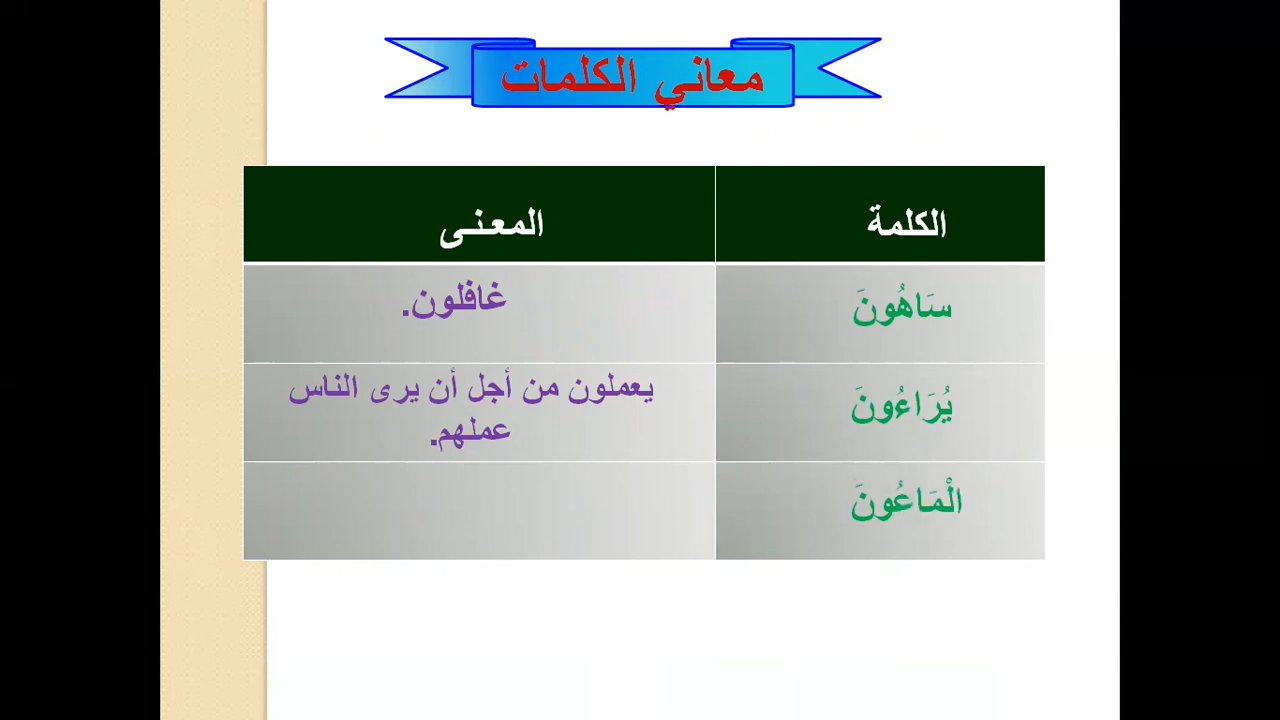 معاني الكلمات
الكلمة المعنى
سَاهُونَ غافلون.
يُرَاءُونَ يعملون من أجل أن يرى الناس
عملهم.
الْمَاعُونَ